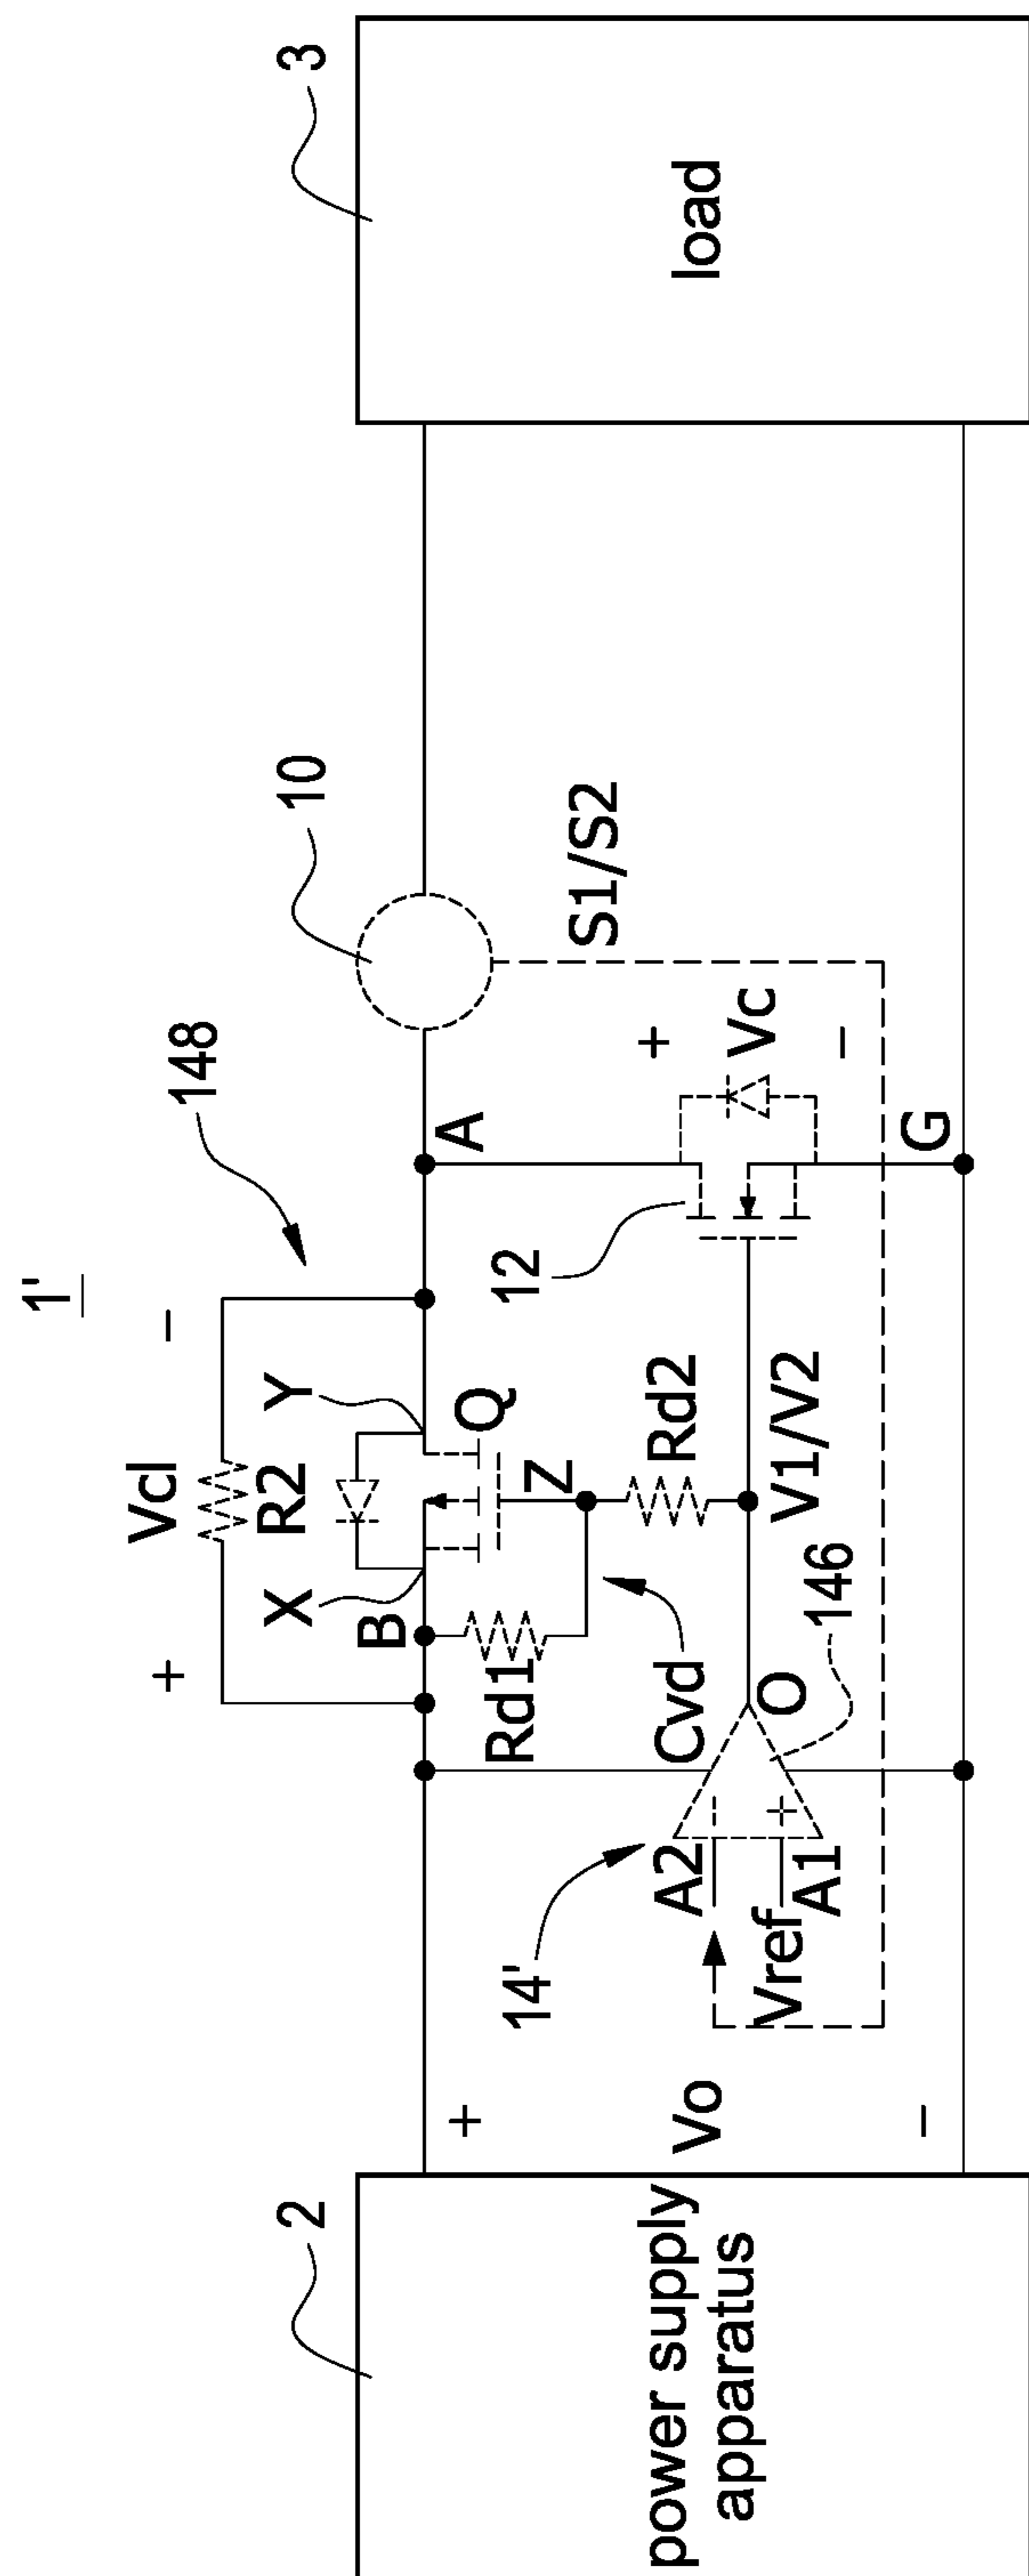 1'
Vcl
148
+
−
R2
10
2
3
X
Y
B
A
Q
+
Rd1
Z
S1/S2
Cvd
Rd2
12
+
14'
A2
−
power supply
apparatus
Vo
Vc
load
Vref
+
O
V1/V2
A1
146
−
−
G